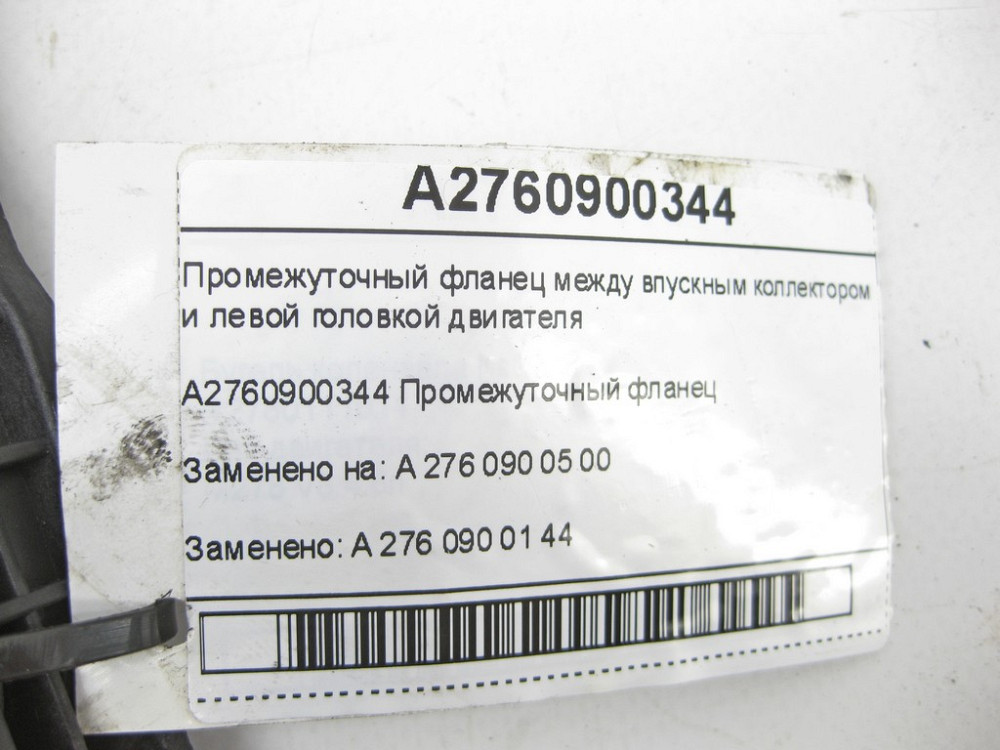 A2760900344
Промежуточный фланец между впускным коллектором
и левой головкой двигателя
A2760900344 Промежуточный фланец
Заменено на: A 276 090 05 00
Заменено: A 276 090 01 44